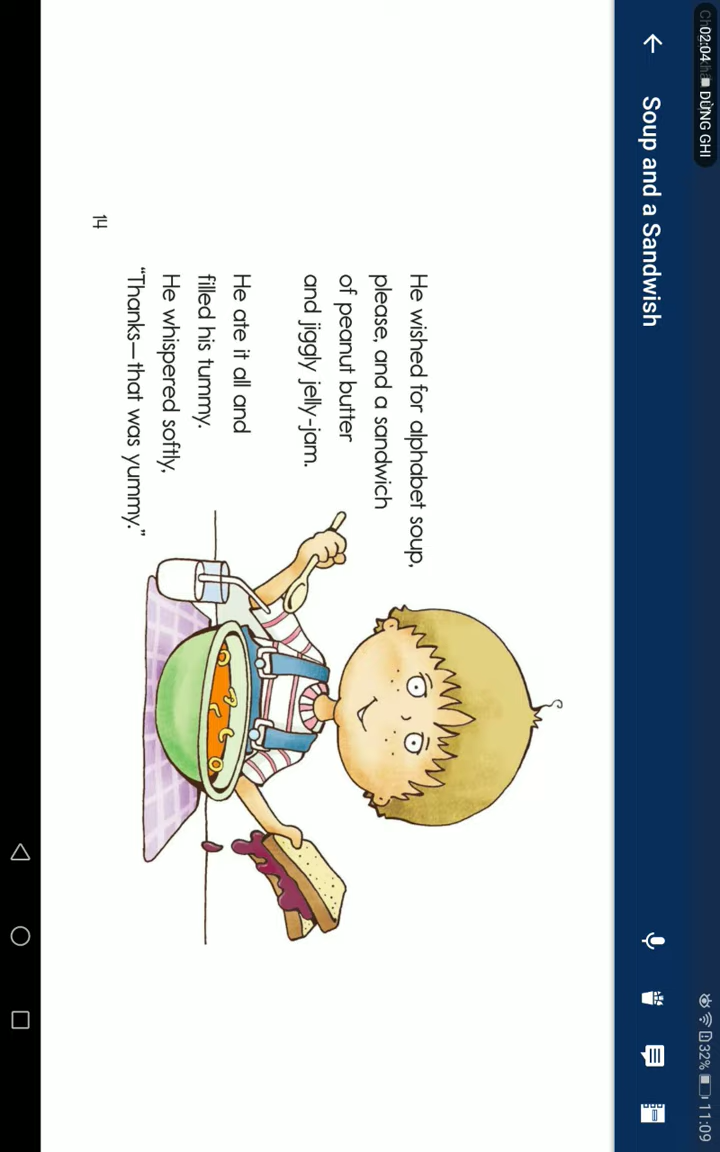 02:04 ■ DỪNG GHI
32% 11:09
Soup and a Sandwish
He wished for alphabet soup,
please, and a sandwich
of peanut butter
and jiggly jelly-jam.
He ate it all and
filled his tummy.
He whispered softly,
“Thanks—that was yummy.”
14